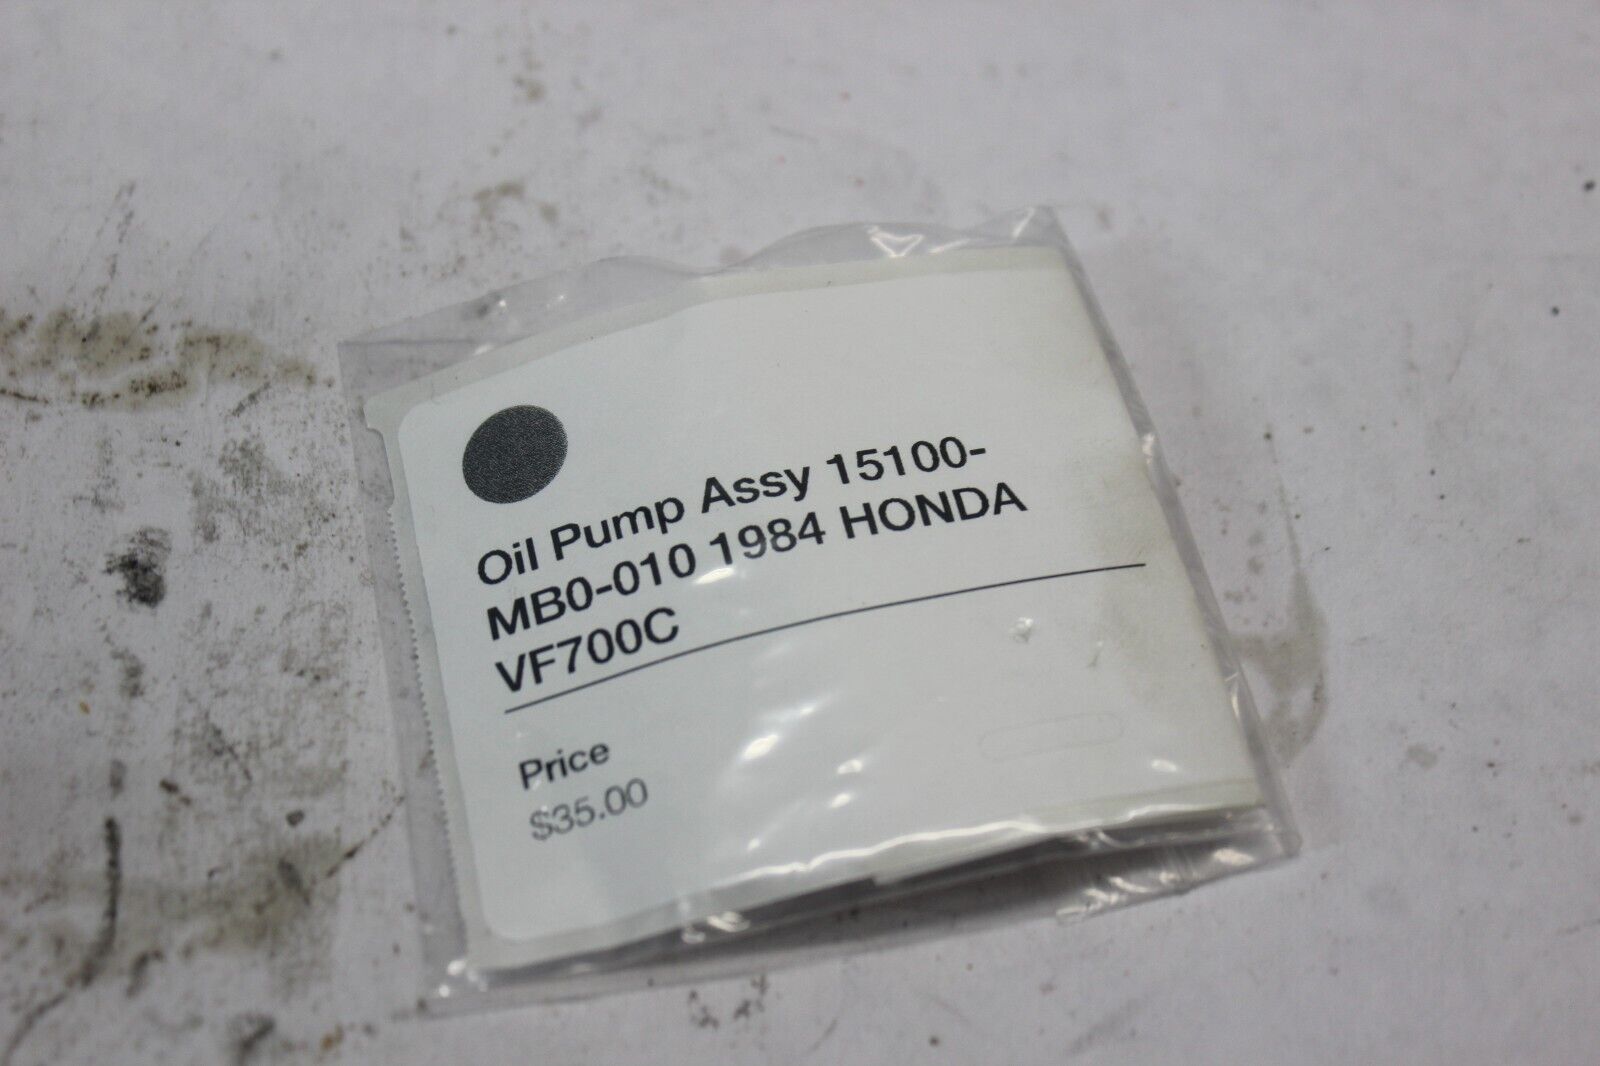 Oil Pump Assy 15100-
MB0-010 1984 HONDA
VF700C
Price
$35.00